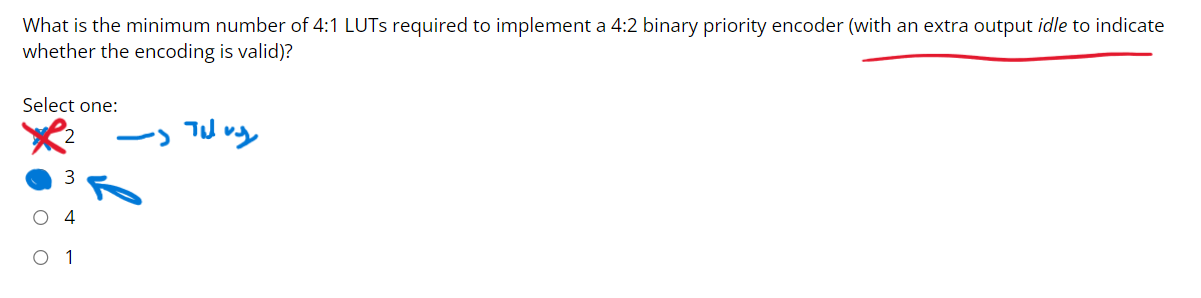 What is the minimum number of 4:1 LUTs required to implement a 4:2 binary priority encoder (with an extra output idle to indicate
whether the encoding is valid)?
Select one:
2
3
4
1